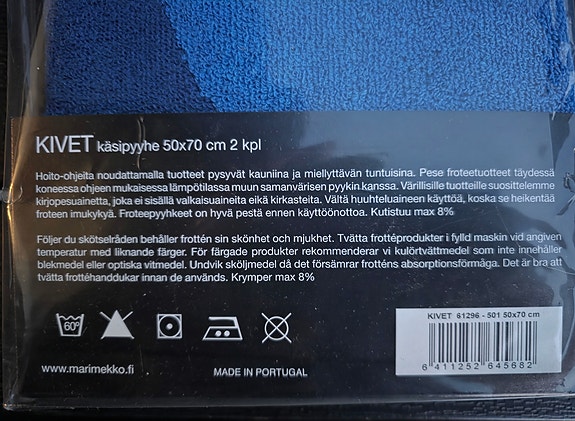 KIVET käsipyyhe 50x70 cm 2 kpl
Hoito-ohjeita noudattamalla tuotteet pysyvät kauniina ja miellyttävän tuntuisina. Pese froteetuotteet täydessä
koneessa ohjeen mukaisessa lämpötilassa muun samanvärisen pyykin kanssa. Värillisille tuotteille suosittelemme
kirjopesuainetta, joka ei sisällä valkaisuaineita eikä kirkasteita. Vältä huuhteluaineen käyttöä, koska se heikentää
froteen imukykyä. Froteepyyhkeet on hyvä pestä ennen käyttöönottoa. Kutistuu max 8%
Följer du skötselråden behåller frottén sin skönhet och mjukhet. Tvätta frottéprodukter i fylld maskin vid angiven
temperatur med liknande färger. För färgade produkter rekommenderar vi kulörtvättmedel som inte innehåller
blekmedel eller optiska vitmedel. Undvik sköljmedel då det försämrar frotténs absorptionsförmåga. Det är bra att
tvätta frottéhanddukar innan de används. Krymper max 8%
60°
KIVET 61296 - 501 50x70 cm
6 411252 645682
www.marimekko.fi
MADE IN PORTUGAL